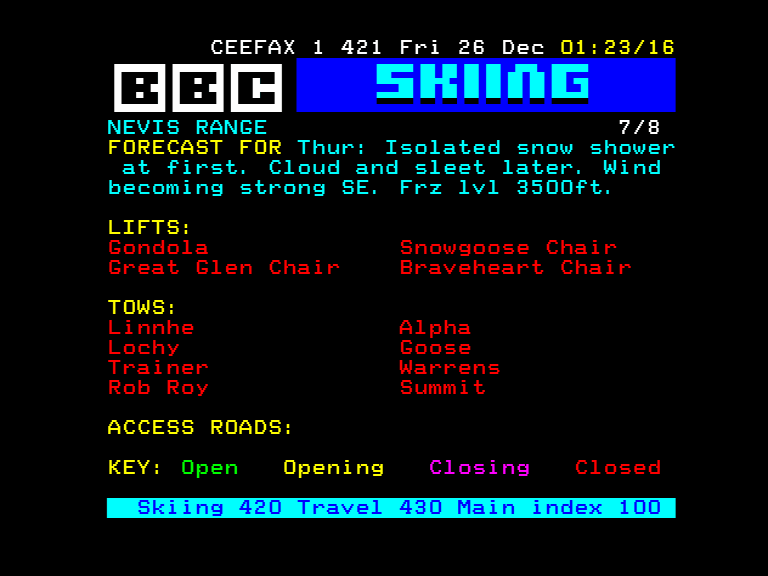 CEEFAX 1 421 Fri 26 Dec 01:23/16
BBC SKIING
NEVIS RANGE 7/8
FORECAST FOR Thur: Isolated snow shower
at first. Cloud and sleet later. Wind
becoming strong SE. Frz lvl 3500ft.
LIFTS:
Gondola Snowgoose Chair
Great Glen Chair Braveheart Chair
TOWS:
Linnhe Alpha
Lochy Goose
Trainer Warrens
Rob Roy Summit
ACCESS ROADS:
KEY: Open Opening Closing Closed
Skiing 420 Travel 430 Main index 100